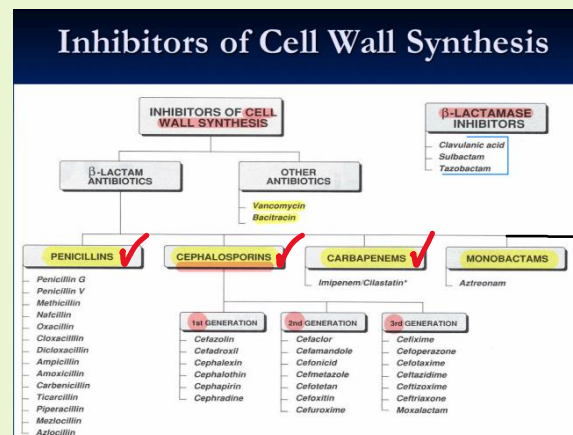 Inhibitors of Cell Wall Synthesis
INHIBITORS OF CELL
WALL SYNTHESIS
β-LACTAMASE
INHIBITORS
Clavulanic acid
Sulbactam
Tazobactam
β-LACTAM
ANTIBIOTICS
OTHER
ANTIBIOTICS
Vancomycin
Bacitracin
PENICILLINS
CEPHALOSPORINS
CARBAPENEMS
MONOBACTAMS
Penicillin G
Penicillin V
Methicillin
Nafcillin
Oxacillin
Cloxacillin
Dicloxacillin
Ampicillin
Amoxicillin
Carbenicillin
Ticarcillin
Piperacillin
Mezlocillin
Azlocillin
Imipenem/Cilastatin*
Aztreonam
1st GENERATION
Cefazolin
Cefadroxil
Cephalexin
Cephalothin
Cephapirin
Cephradine
2nd GENERATION
Cefaclor
Cefamandole
Cefonicid
Cefmetazole
Cefotetan
Cefoxitin
Cefuroxime
3rd GENERATION
Cefixime
Cefoperazone
Cefotaxime
Ceftazidime
Ceftizoxime
Ceftriaxone
Moxalactam